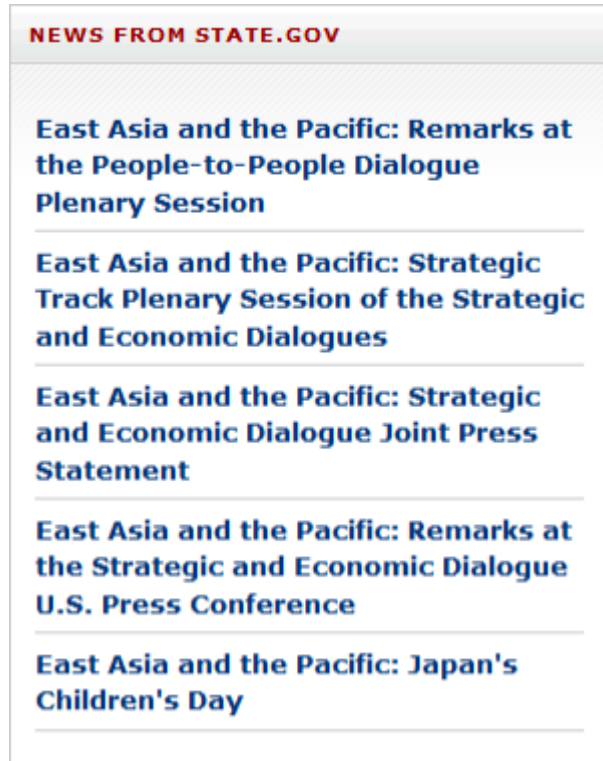 NEWS FROM STATE.GOV
East Asia and the Pacific: Remarks at
the People-to-People Dialogue
Plenary Session
East Asia and the Pacific: Strategic
Track Plenary Session of the Strategic
and Economic Dialogues
East Asia and the Pacific: Strategic
and Economic Dialogue Joint Press
Statement
East Asia and the Pacific: Remarks at
the Strategic and Economic Dialogue
U.S. Press Conference
East Asia and the Pacific: Japan's
Children's Day